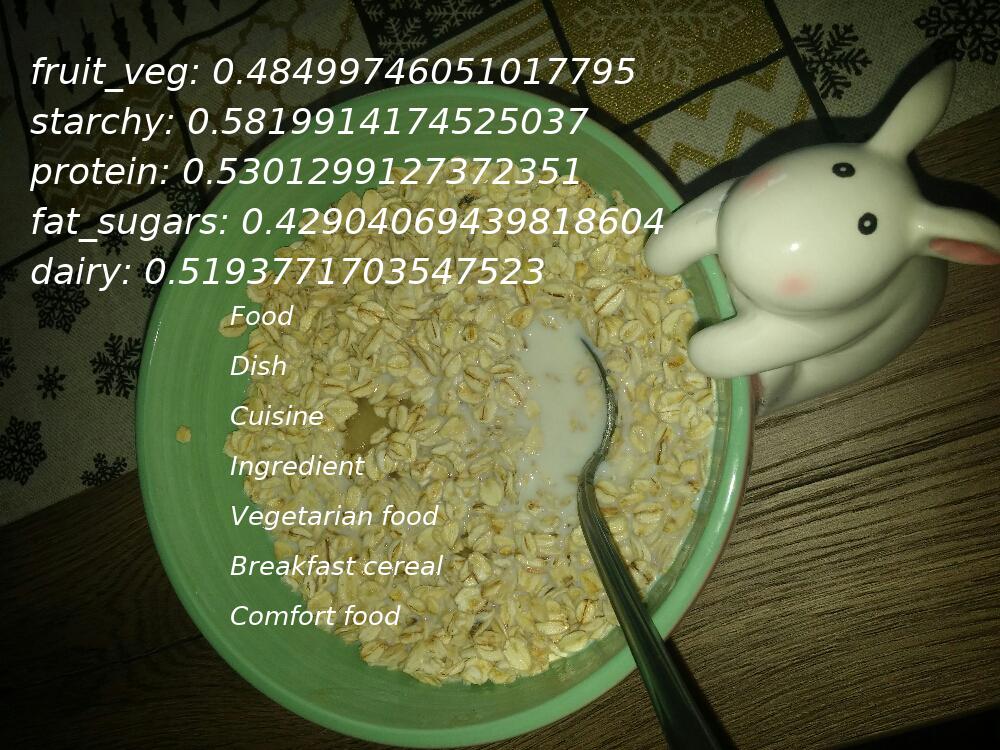 fruit_veg: 0.48499746051017795
starchy: 0.5819914174525037
protein: 0.5301299127372351
fat_sugars: 0.42904069439818604
dairy: 0.5193771703547523
Food
Dish
Cuisine
Ingredient
Vegetarian food
Breakfast cereal
Comfort food